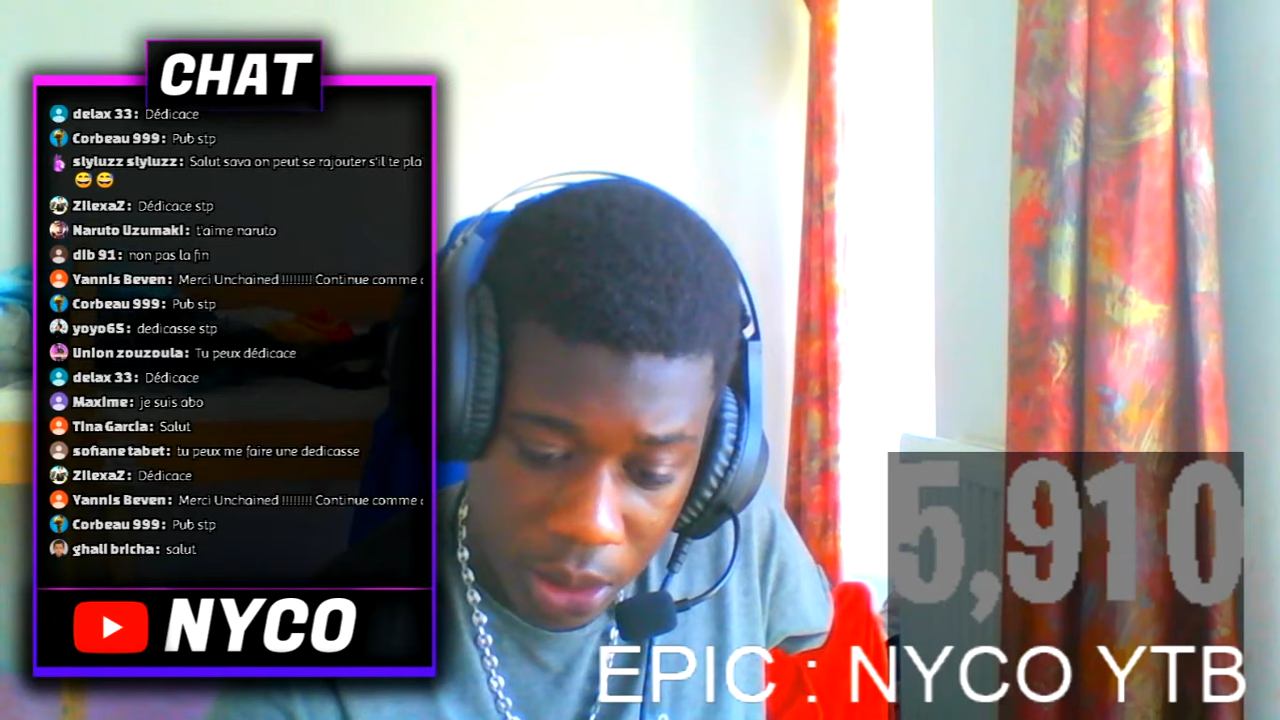 CHAT
delax 33: Dédicace
Corbeau 999: Pub stp
slyluzz slyluzz: Salut sava on peut se rajouter s'il te pla
😅 😅
ZilexaZ: Dédicace stp
Naruto Uzumaki: t'aime naruto
dib 91: non pas la fin
Yannis Beven: Merci Unchained !!!!!!!! Continue comme c
Corbeau 999: Pub stp
yoyo65: dedicasse stp
Union zouzoula: Tu peux dédicace
delax 33: Dédicace
Maxime: je suis abo
Tina Garcia: Salut
sofiane tabet: tu peux me faire une dedicasse
ZilexaZ: Dédicace
Yannis Beven: Merci Unchained !!!!!!!! Continue comme c
Corbeau 999: Pub stp
ghali bricha: salut
NYCO
5,910
EPIC : NYCO YTB